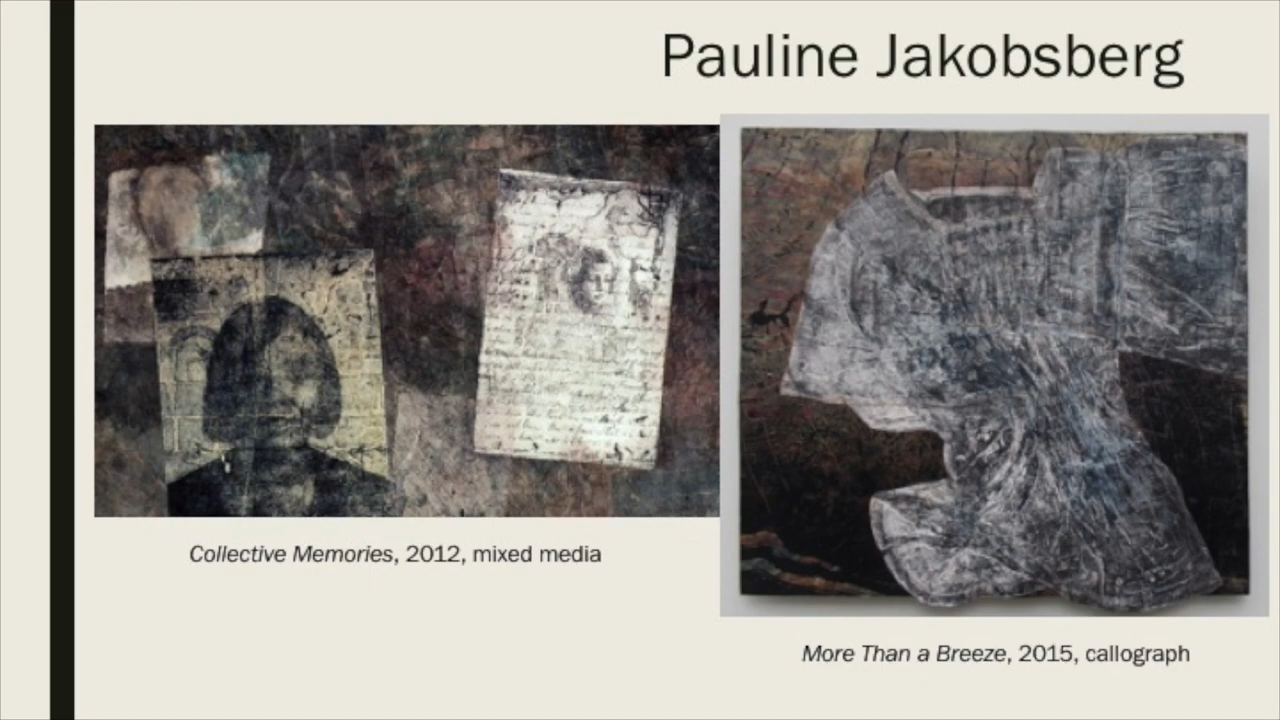 Pauline Jakobsberg
Collective Memories, 2012, mixed media
More Than a Breeze, 2015, callograph